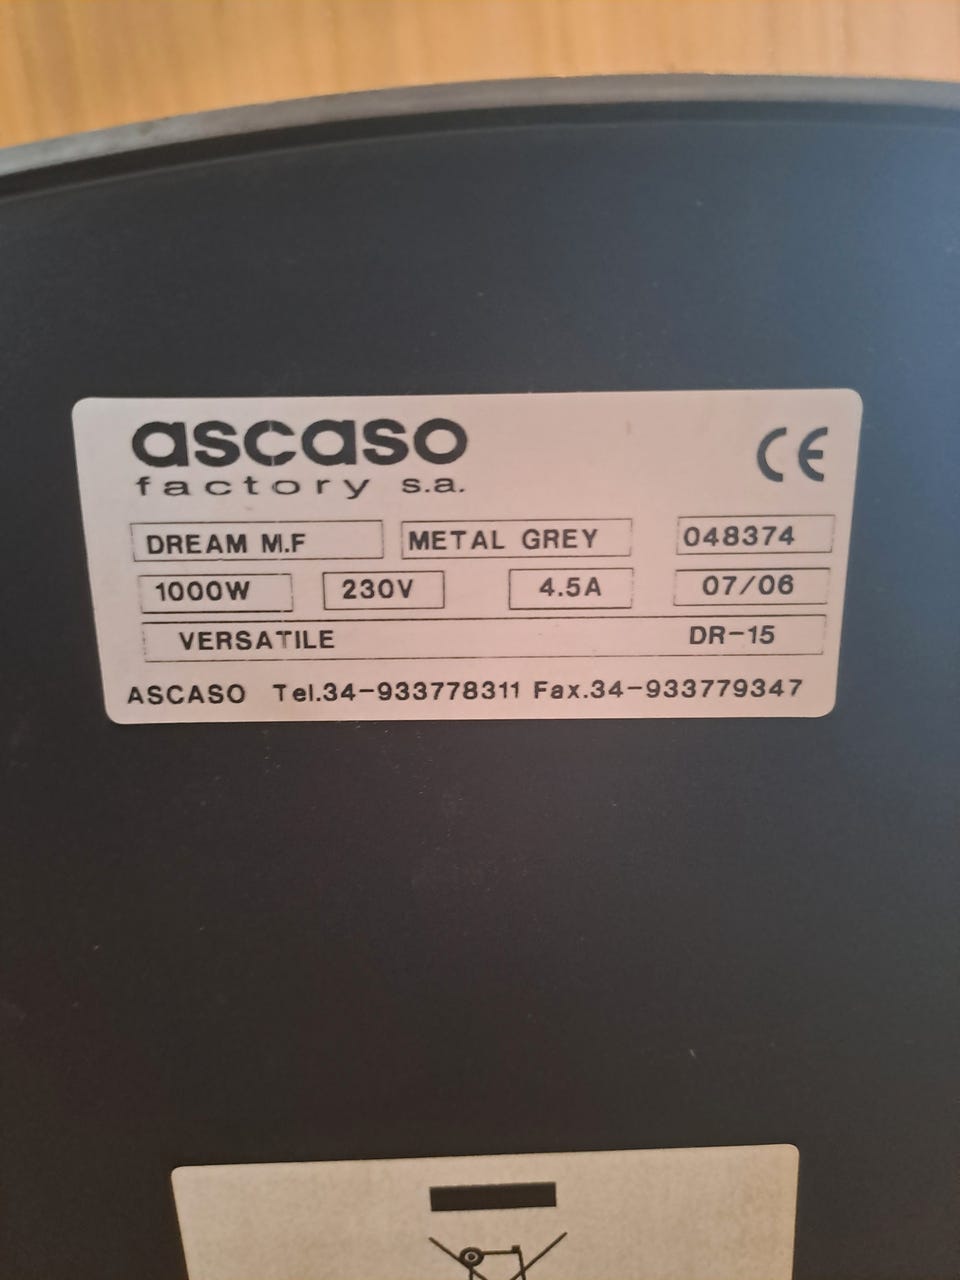 ascaso
factory s.a.
CE
DREAM M.F METAL GREY 048374
1000W 230V 4.5A 07/06
VERSATILE DR-15
ASCASO Tel.34-933778311 Fax.34-933779347